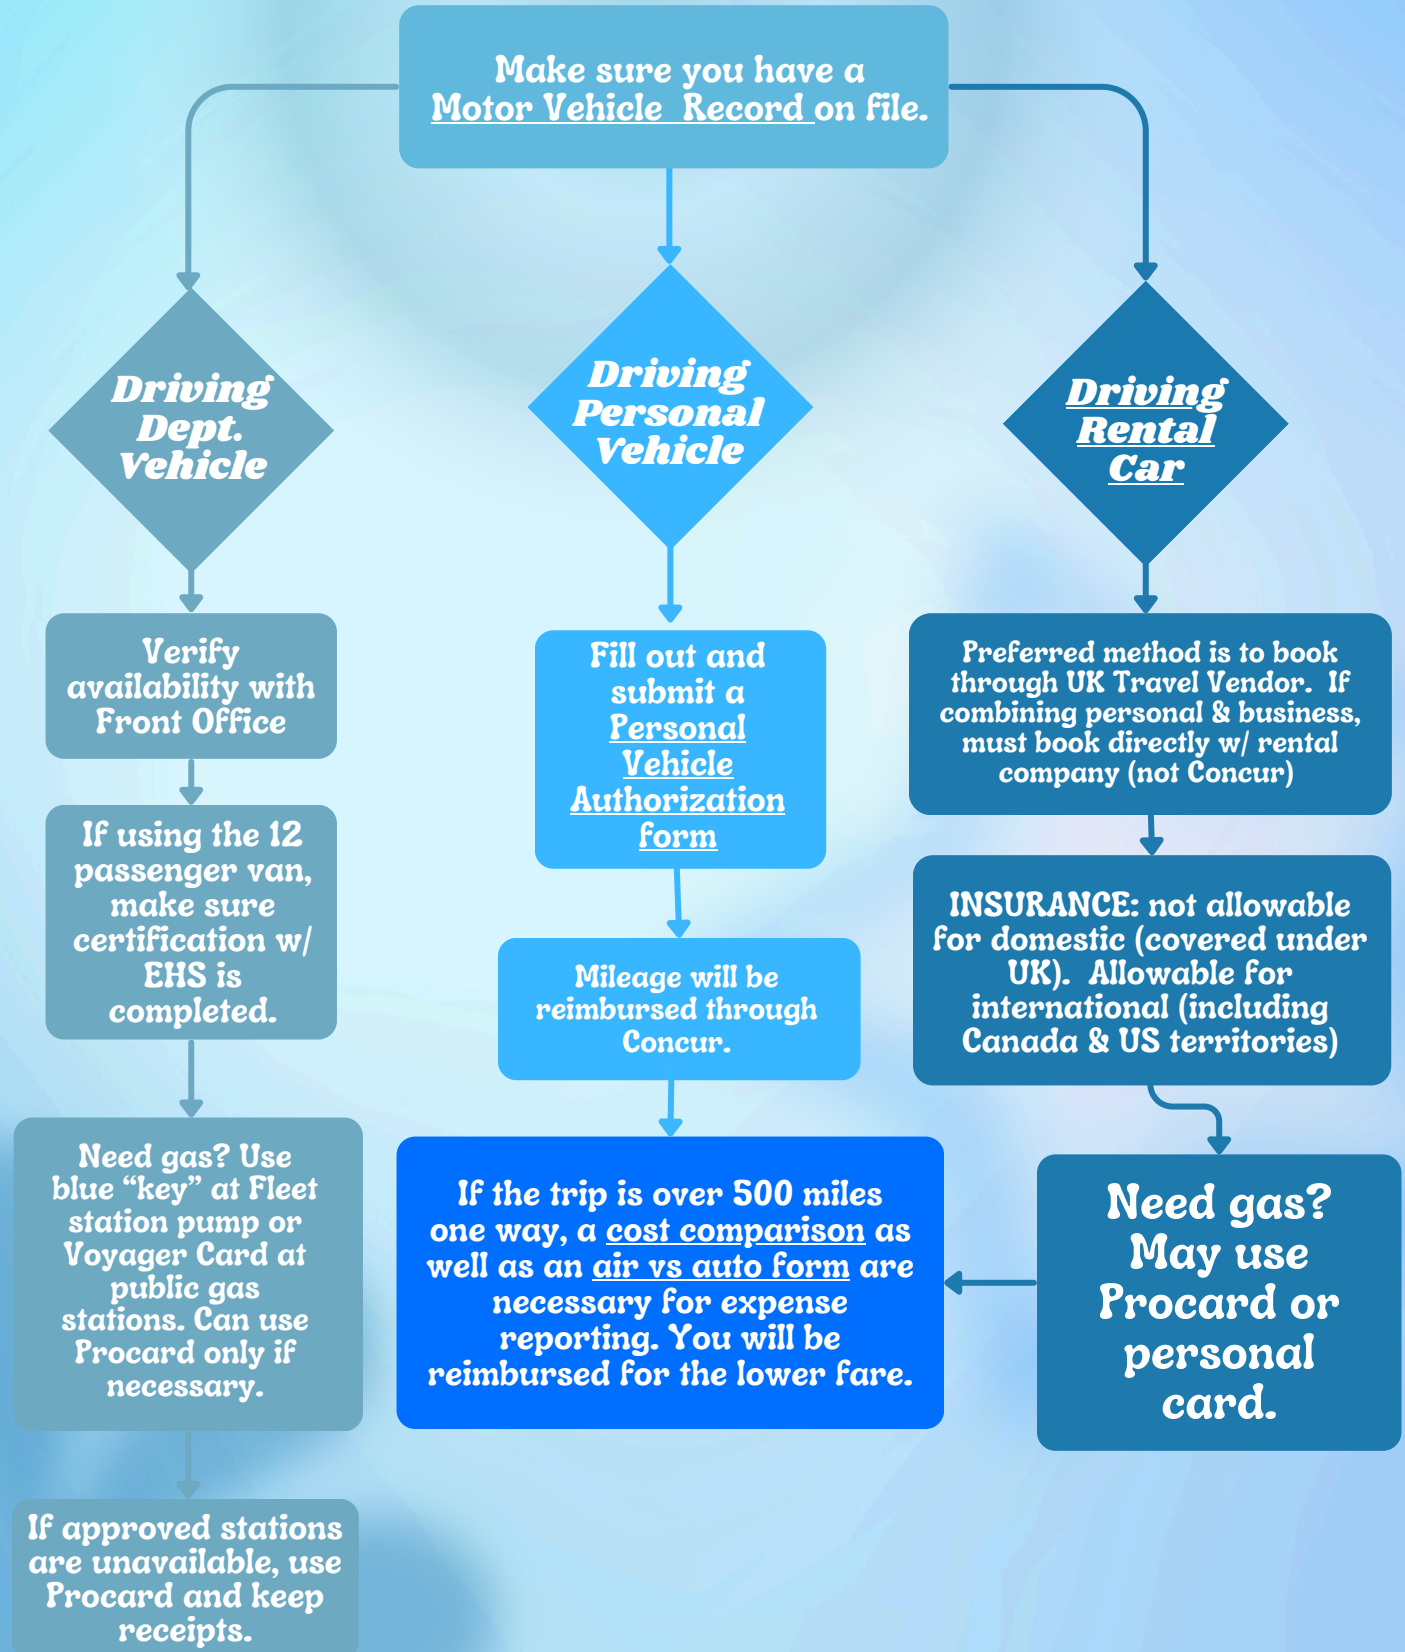 Make sure you have a
Motor Vehicle Record on file.
Driving
Dept.
Vehicle
Verify
availability with
Front Office
If using the 12
passenger van,
make sure
certification w/
EHS is
completed.
Need gas? Use
blue “key” at Fleet
station pump or
Voyager Card at
public gas
stations. Can use
Procard only if
necessary.
If approved stations
are unavailable, use
Procard and keep
receipts.
Driving
Personal
Vehicle
Fill out and
submit a
Personal
Vehicle
Authorization
form
Mileage will be
reimbursed through
Concur.
If the trip is over 500 miles
one way, a cost comparison as
well as an air vs auto form are
necessary for expense
reporting. You will be
reimbursed for the lower fare.
Driving
Rental
Car
Preferred method is to book
through UK Travel Vendor. If
combining personal & business,
must book directly w/ rental
company (not Concur)
INSURANCE: not allowable
for domestic (covered under
UK). Allowable for
international (including
Canada & US territories)
Need gas?
May use
Procard or
personal
card.